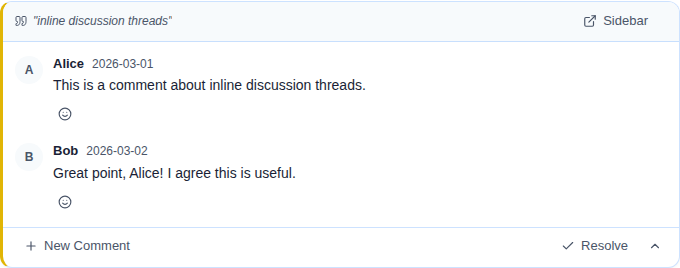 "inline discussion threads"
Sidebar
A
Alice 2026-03-01
This is a comment about inline discussion threads.
B
Bob 2026-03-02
Great point, Alice! I agree this is useful.
New Comment
Resolve